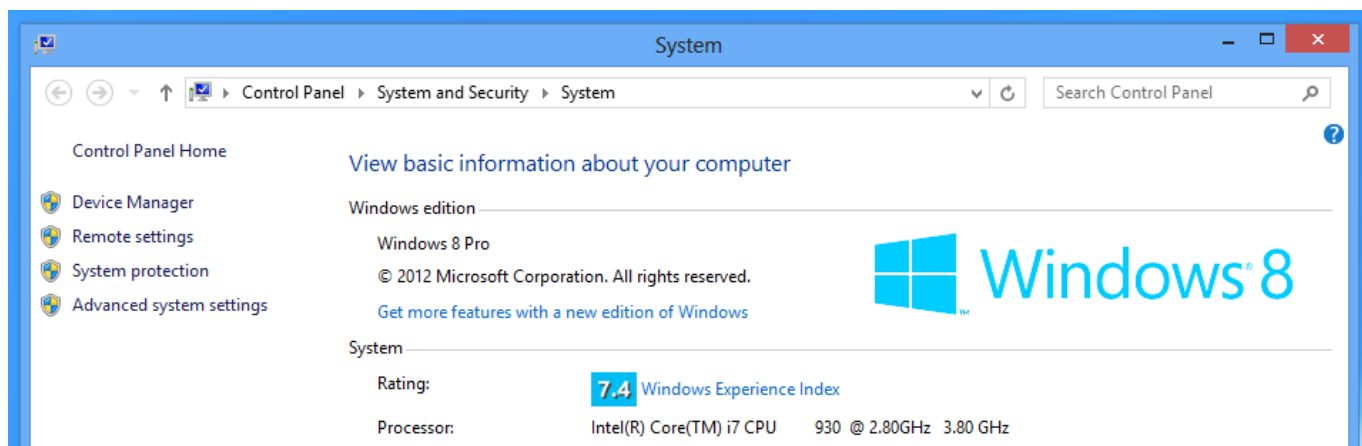 System
Control Panel System and Security System Search Control Panel
Control Panel Home
Device Manager
Remote settings
System protection
Advanced system settings
View basic information about your computer
Windows edition
Windows 8 Pro
© 2012 Microsoft Corporation. All rights reserved.
Get more features with a new edition of Windows
Windows® 8
TM
System
Rating: 7.4 Windows Experience Index
Processor: Intel(R) Core(TM) i7 CPU 930 @ 2.80GHz 3.80 GHz